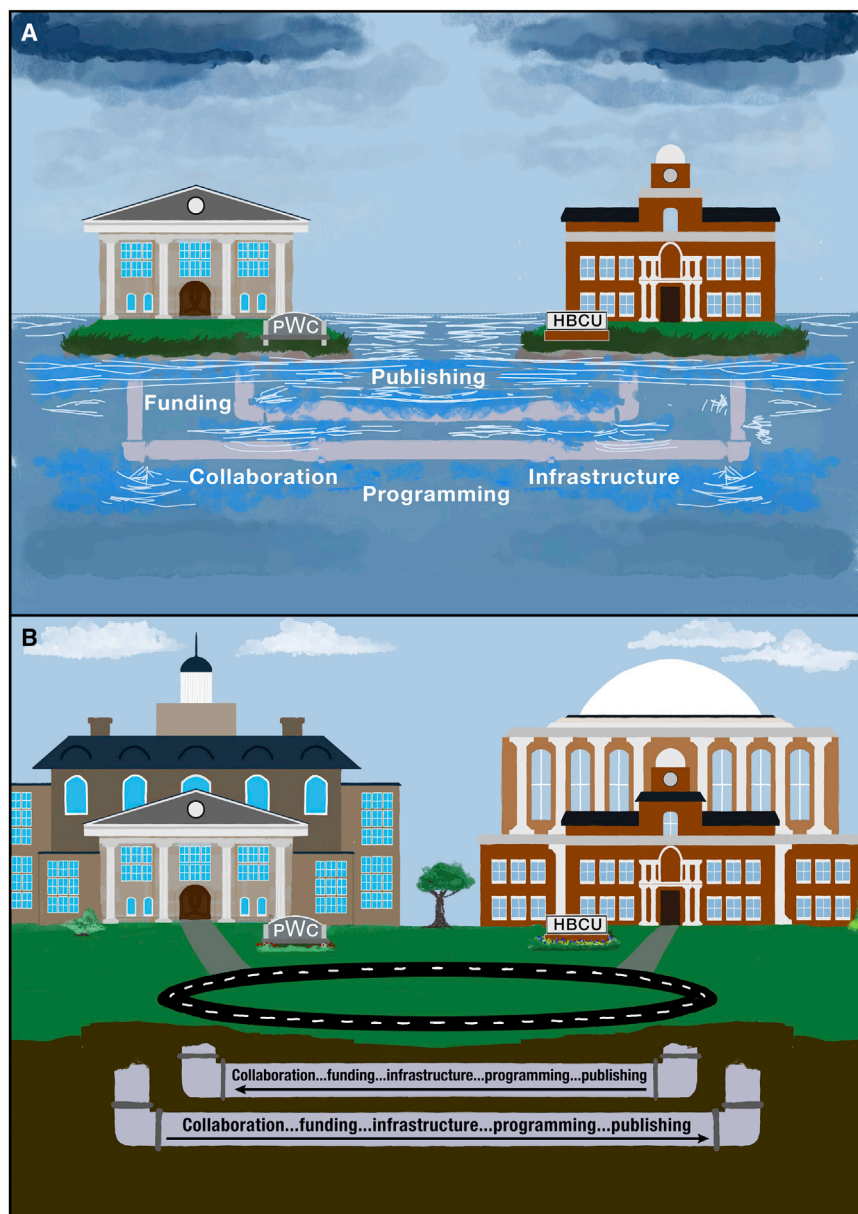 A
PWC
HBCU
Publishing
Funding
Collaboration
Infrastructure
Programming
B
PWC
HBCU
Collaboration...funding...infrastructure...programming...publishing
Collaboration...funding...infrastructure...programming...publishing